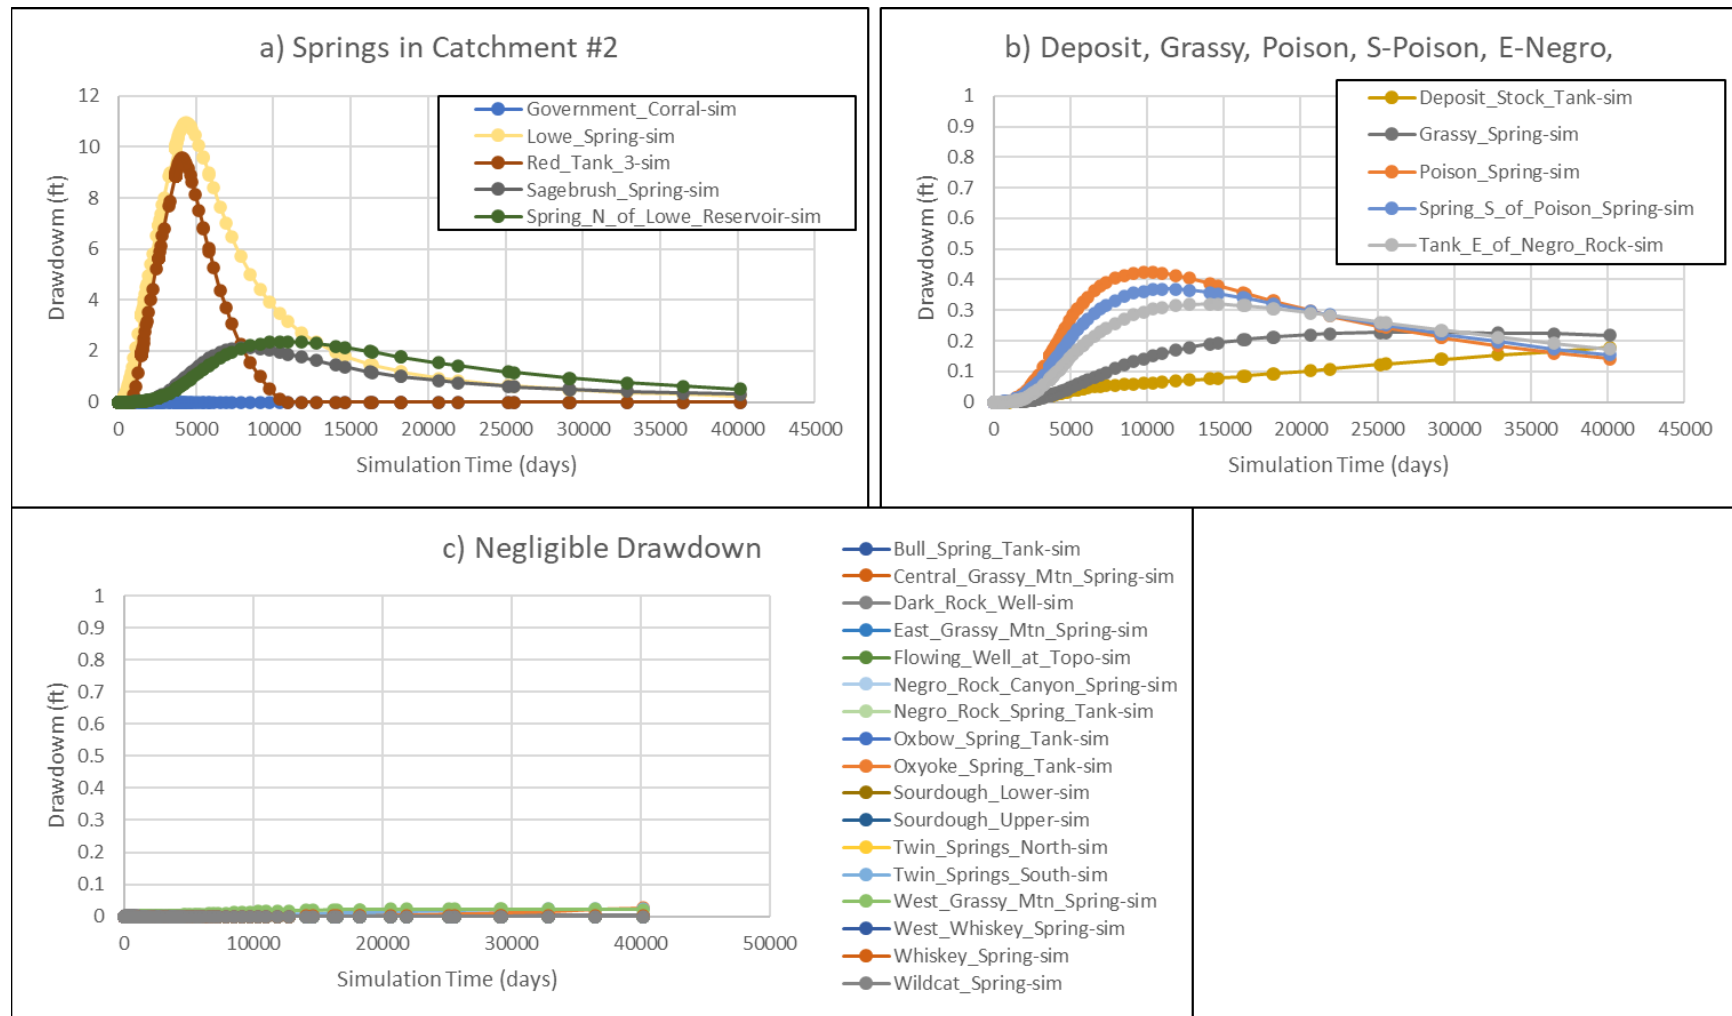 a) Springs in Catchment #2
12
10
8
6
4
2
0
Drawdowm (ft)
0 5000 10000 15000 20000 25000 30000 35000 40000 45000
Simulation Time (days)
Government_Corral-sim
Lowe_Spring-sim
Red_Tank_3-sim
Sagebrush_Spring-sim
Spring_N_of_Lowe_Reservoir-sim
b) Deposit, Grassy, Poison, S-Poison, E-Negro,
1
0.9
0.8
0.7
0.6
0.5
0.4
0.3
0.2
0.1
0
Drawdowm (ft)
0 5000 10000 15000 20000 25000 30000 35000 40000 45000
Simulation Time (days)
Deposit_Stock_Tank-sim
Grassy_Spring-sim
Poison_Spring-sim
Spring_S_of_Poison_Spring-sim
Tank_E_of_Negro_Rock-sim
c) Negligible Drawdown
1
0.9
0.8
0.7
0.6
0.5
0.4
0.3
0.2
0.1
0
Drawdowm (ft)
0 10000 20000 30000 40000 50000
Simulation Time (days)
Bull_Spring_Tank-sim
Central_Grassy_Mtn_Spring-sim
Dark_Rock_Well-sim
East_Grassy_Mtn_Spring-sim
Flowing_Well_at_Topo-sim
Negro_Rock_Canyon_Spring-sim
Negro_Rock_Spring_Tank-sim
Oxbow_Spring_Tank-sim
Oxyoke_Spring_Tank-sim
Sourdough_Lower-sim
Sourdough_Upper-sim
Twin_Springs_North-sim
Twin_Springs_South-sim
West_Grassy_Mtn_Spring-sim
West_Whiskey_Spring-sim
Whiskey_Spring-sim
Wildcat_Spring-sim